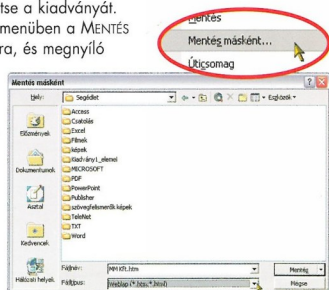 tse a kiadványát.
menüben a MENTÉS
ra, és megnyíló
Mentés
Mentés másként...
Úticsomag
Mentés másként
Hely:
Segédlet
Eszközök
Előzmények
Dokumentumok
Asztal
Kedvencek
Hálózati helyek
Access
Csatolás
Excel
Filmek
képek
Kiadvány1_elemei
MICROSOFT
PDF
PowerPoint
Publisher
szövegfelismerők képek
TeleNet
TXT
Word
Fájlnév:
MM Kft.htm
Mentés
Fájltípus:
Weblap (*.htm, *.html)
Mégse